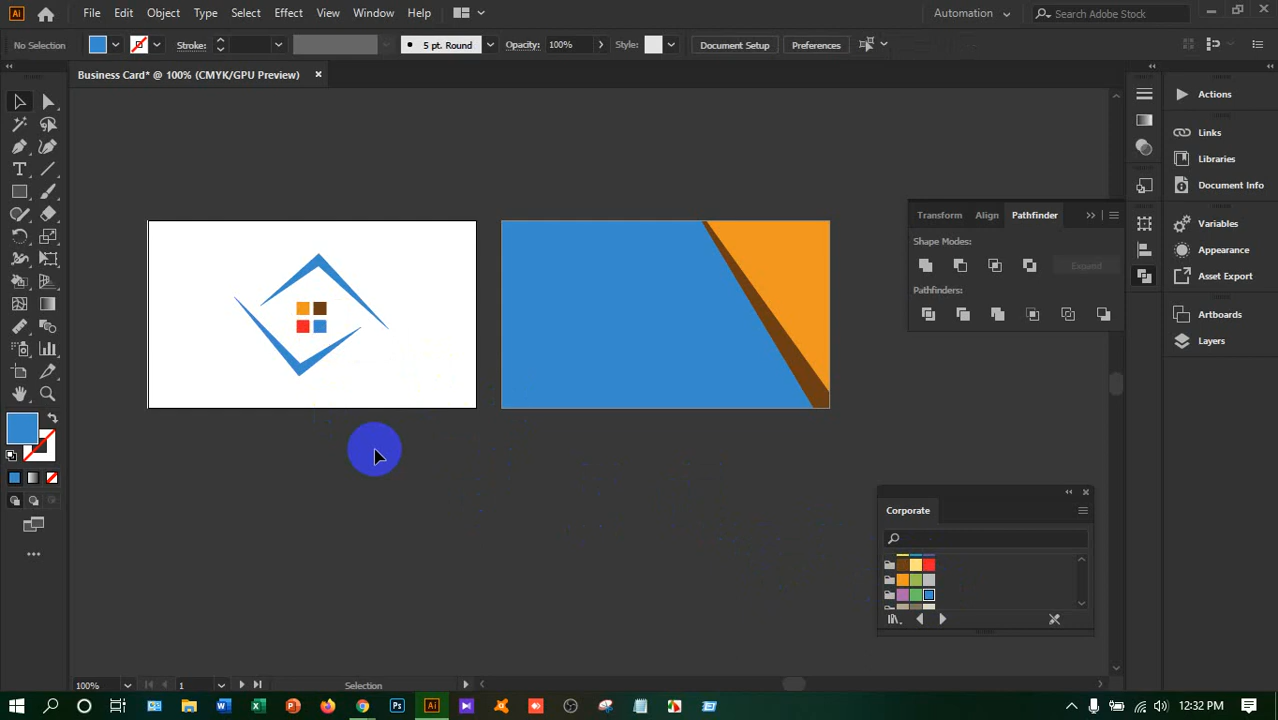 Ai File Edit Object Type Select Effect View Window Help Automation Search Adobe Stock
No Selection Stroke: 5 pt. Round Opacity: 100% Style: Document Setup Preferences
Business Card* @ 100% (CMYK/GPU Preview)
Actions
Links
Libraries
Document Info
Variables
Appearance
Asset Export
Artboards
Layers
Transform Align Pathfinder
Shape Modes:
Expand
Pathfinders:
Corporate
100% 1 Selection
12:32 PM